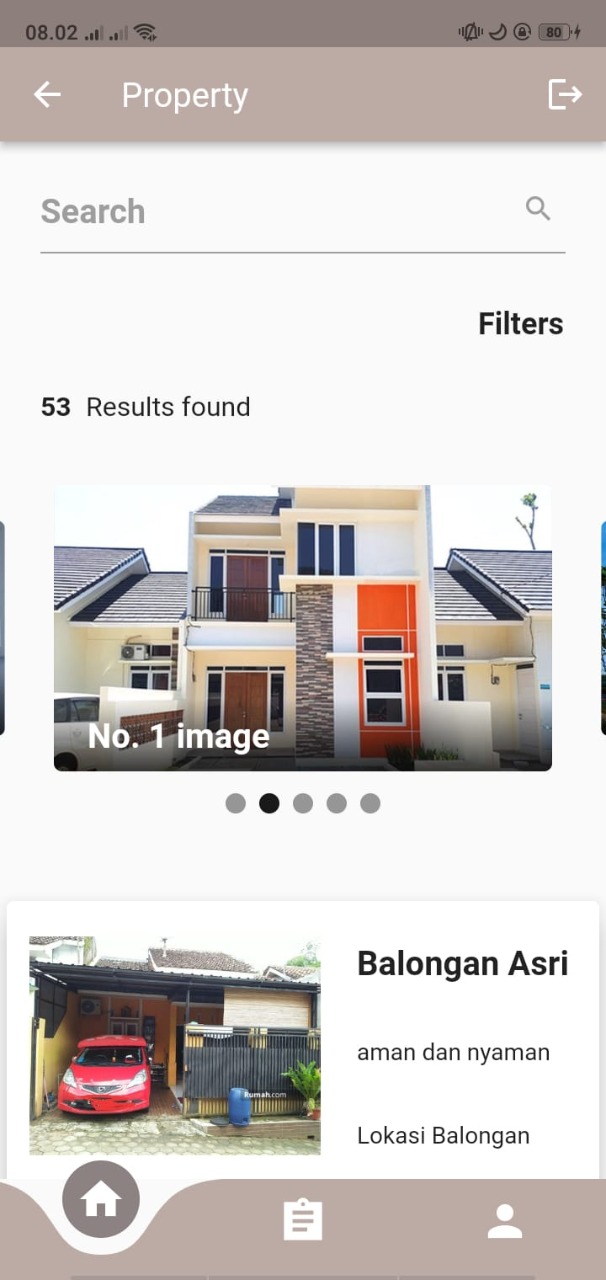 08.02
80
Property
Search
Filters
53 Results found
No. 1 image
Balongan Asri
aman dan nyaman
Lokasi Balongan
Rumah.com